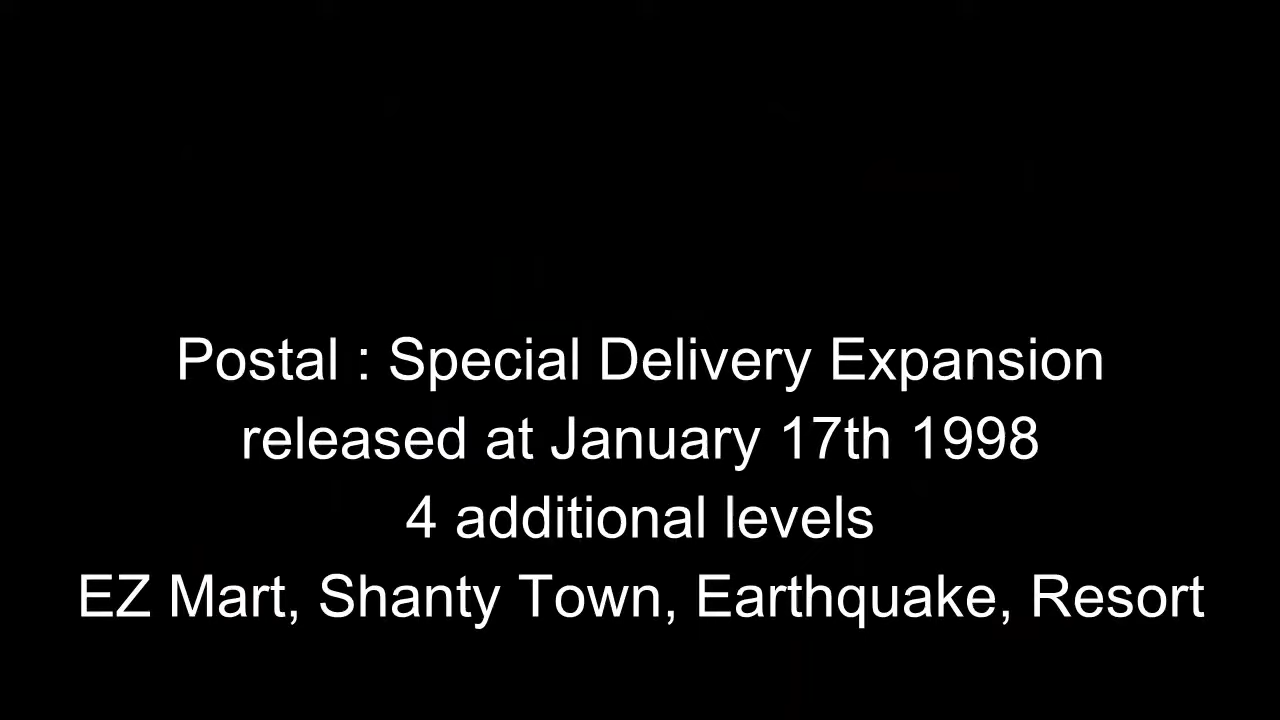 Postal : Special Delivery Expansion
released at January 17th 1998
4 additional levels
EZ Mart, Shanty Town, Earthquake, Resort